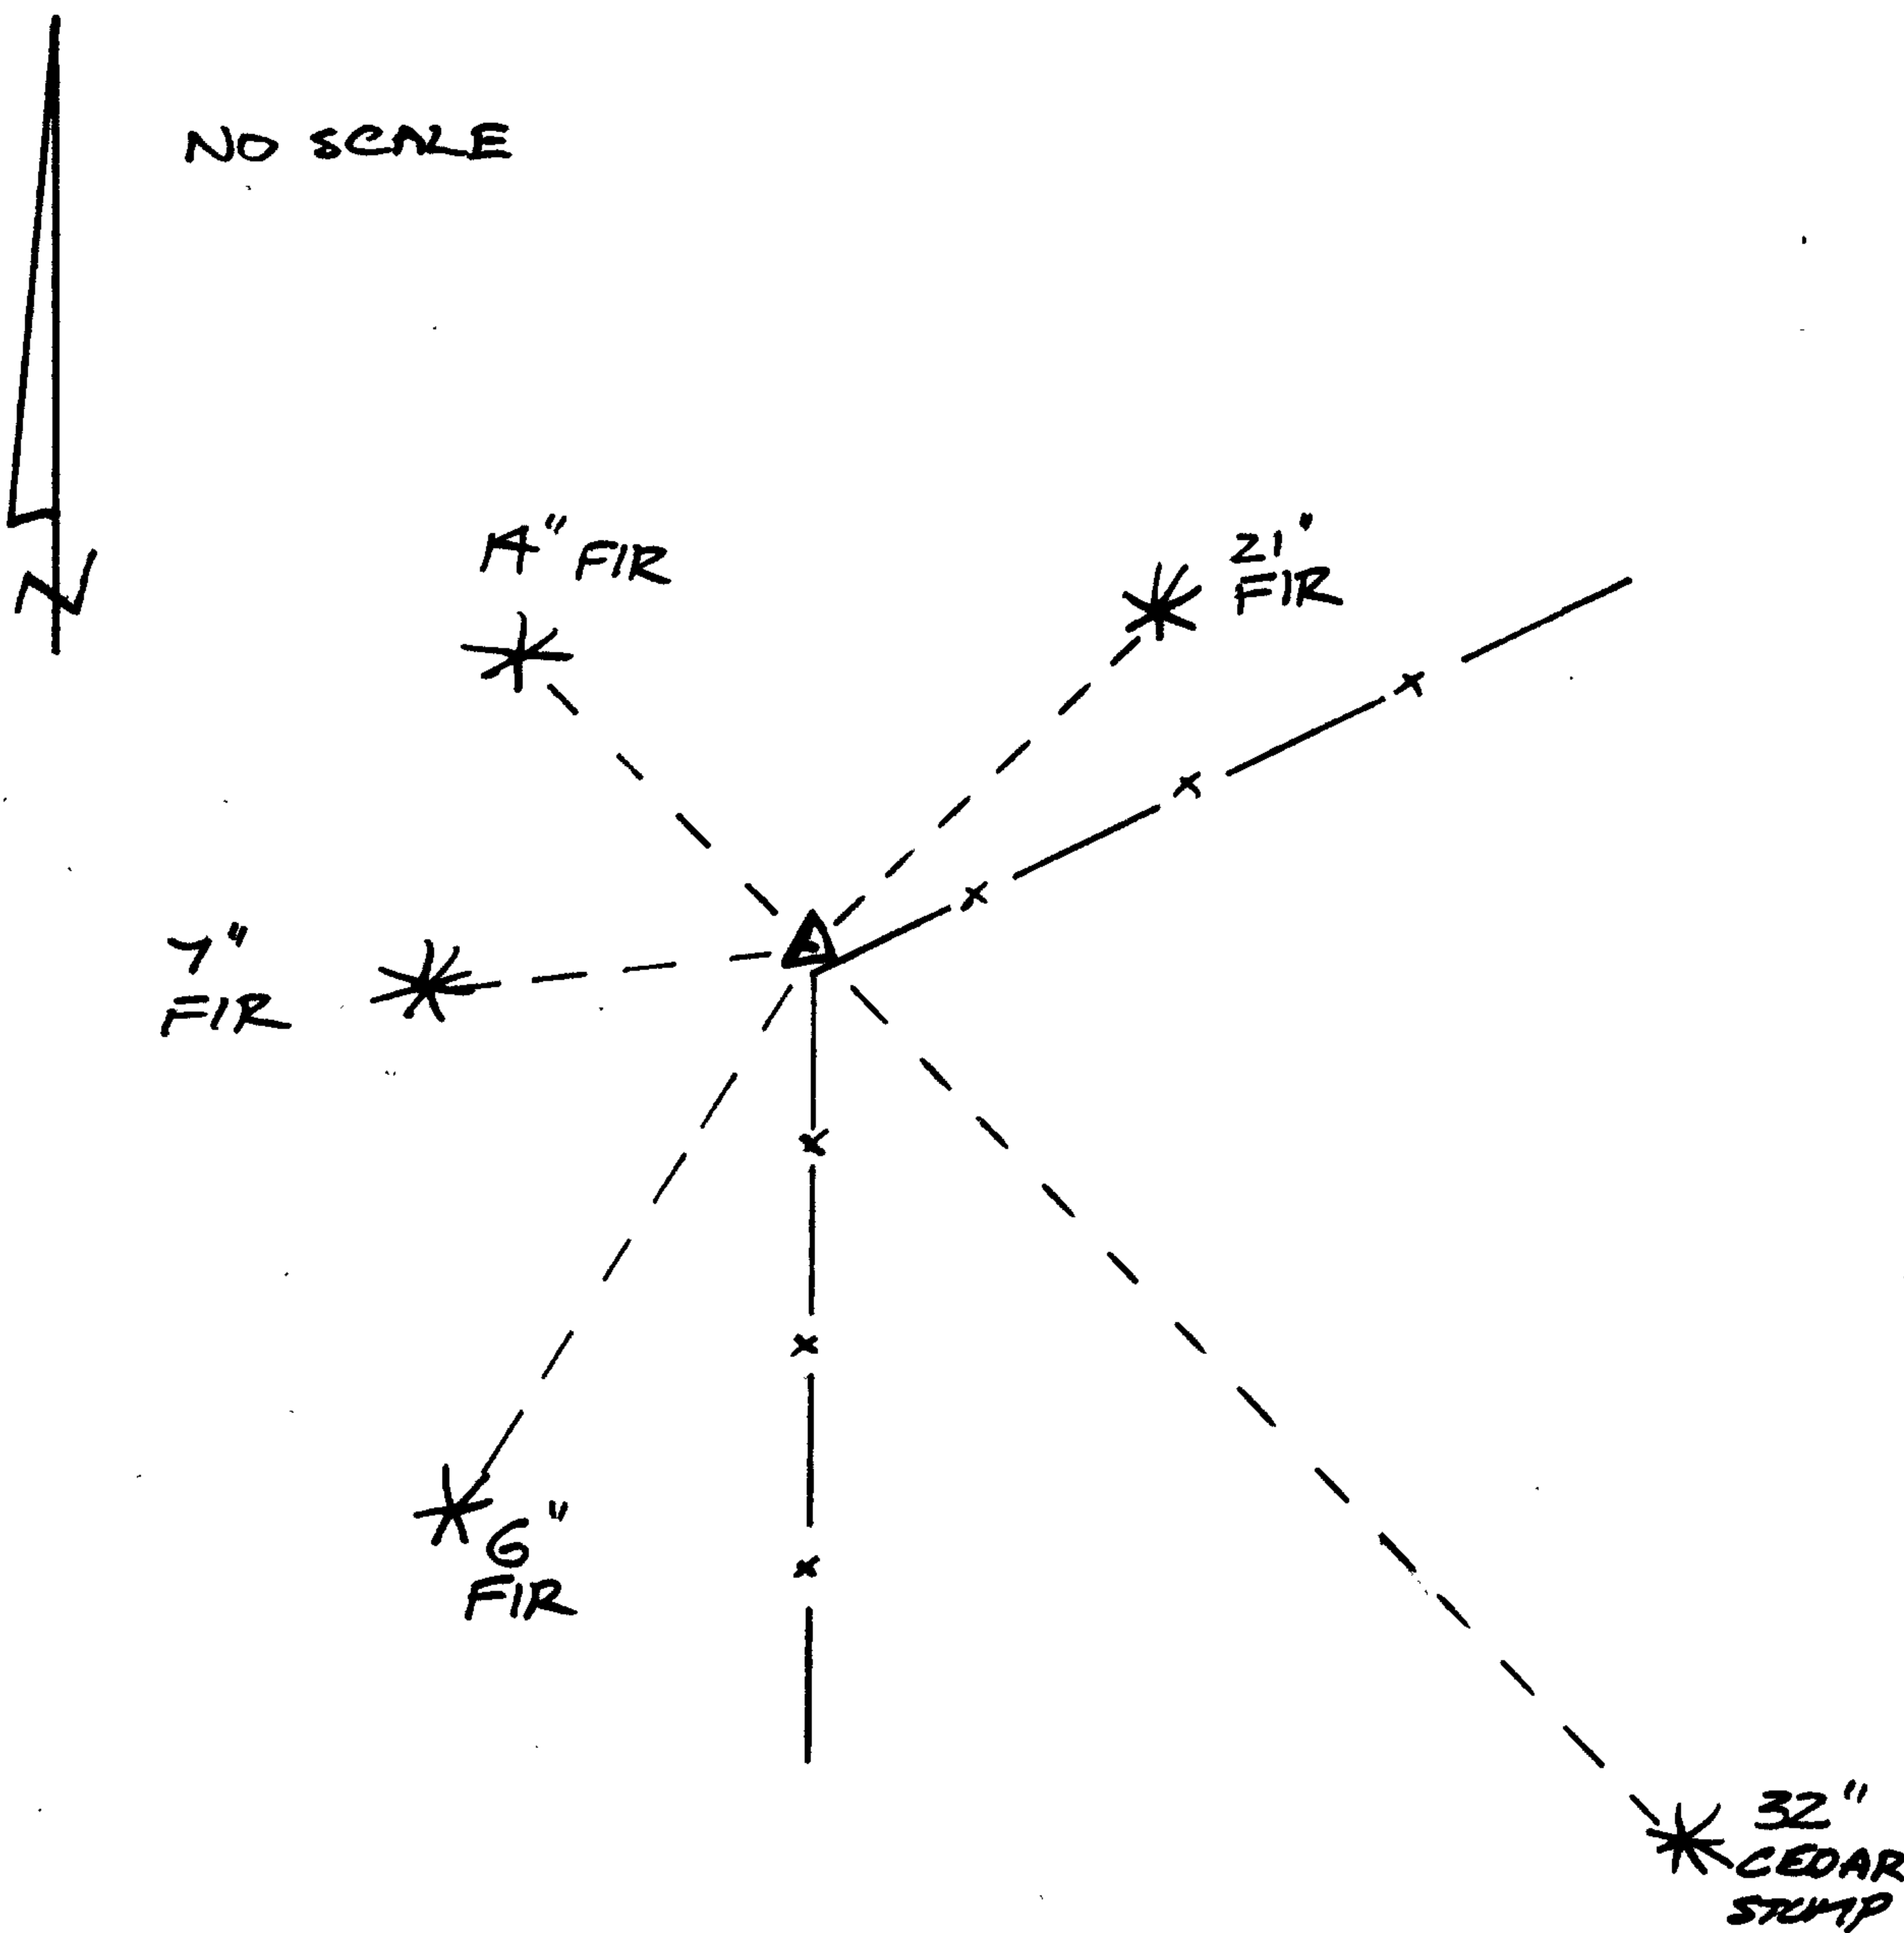 NO SCALE
N
14" FIR
21"
FIR
7"
FIR
6"
FIR
32"
CEDAR
STUMP